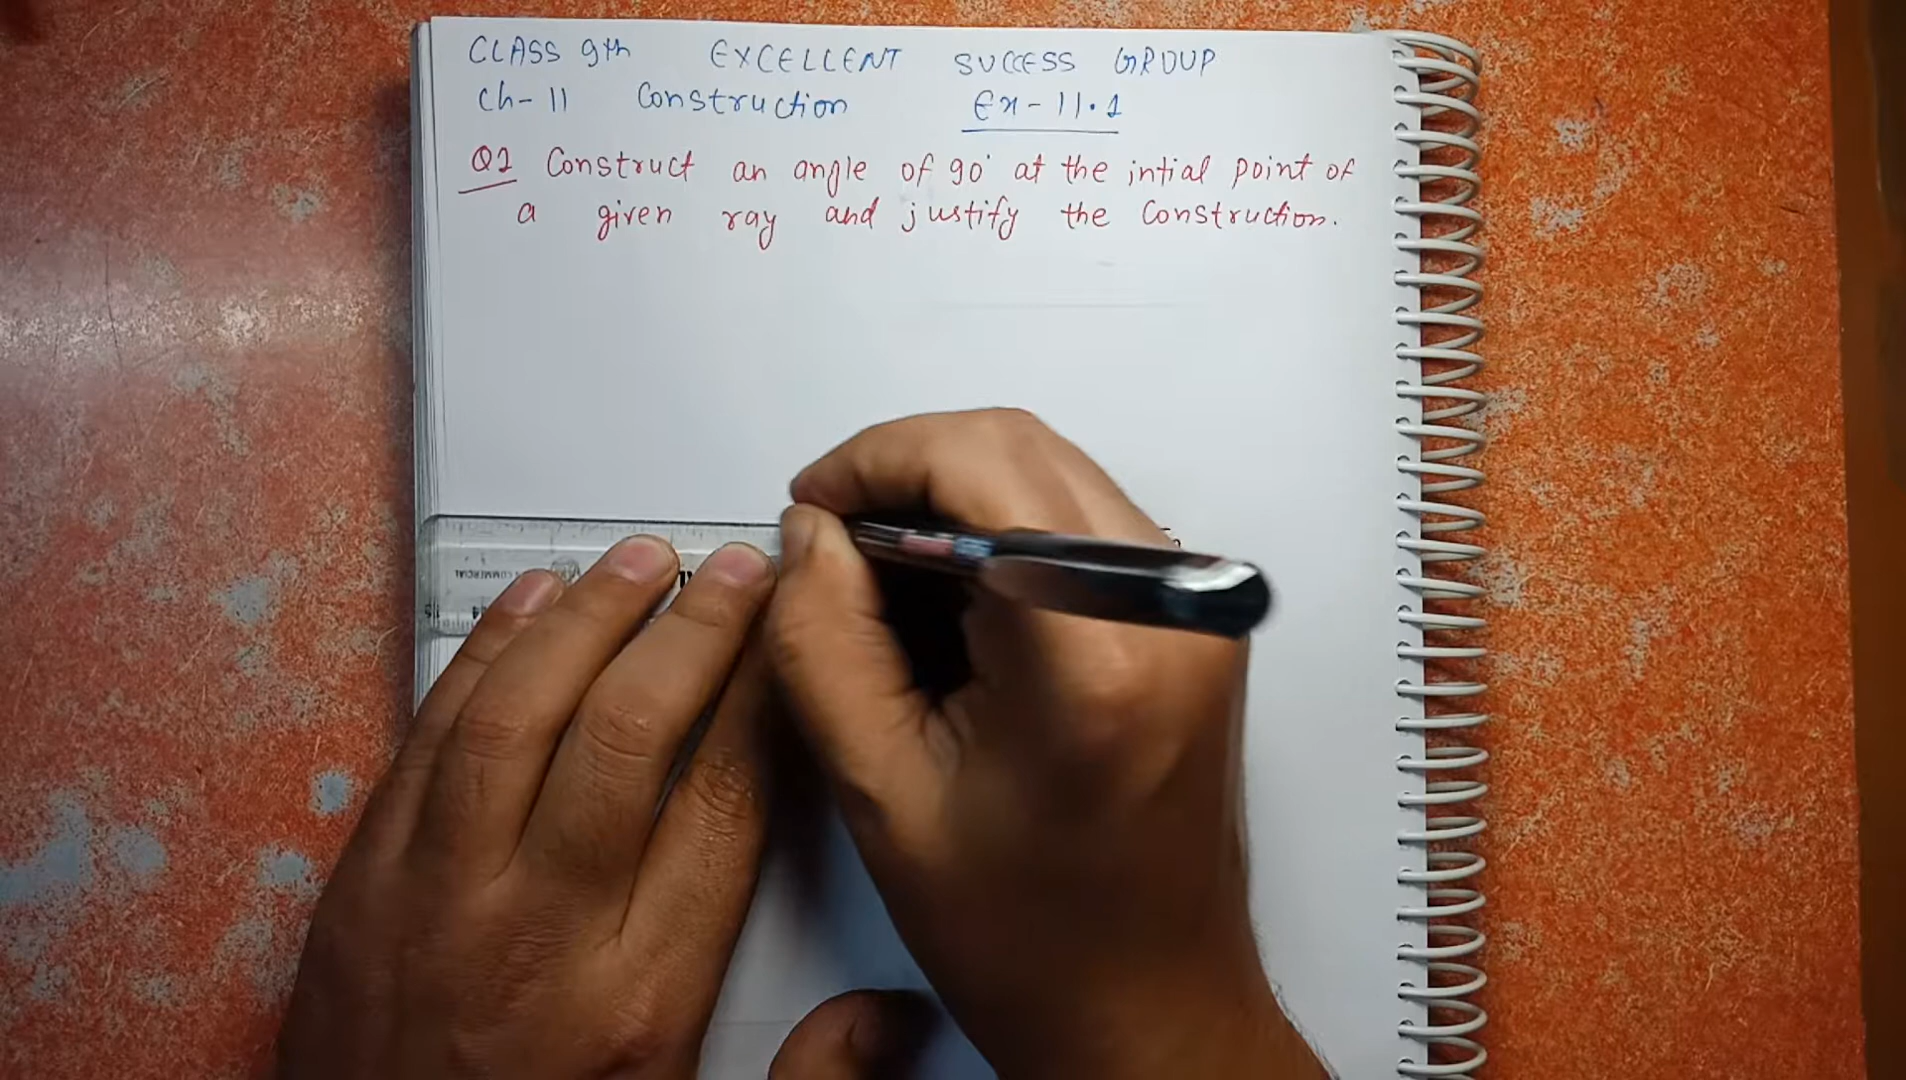 CLASS 9th EXCELLENT SUCCESS GROUP
Ch-11 Construction Ex-11.1
Q1 Construct an angle of 90° at the intial point of
a given ray and justify the Construction.